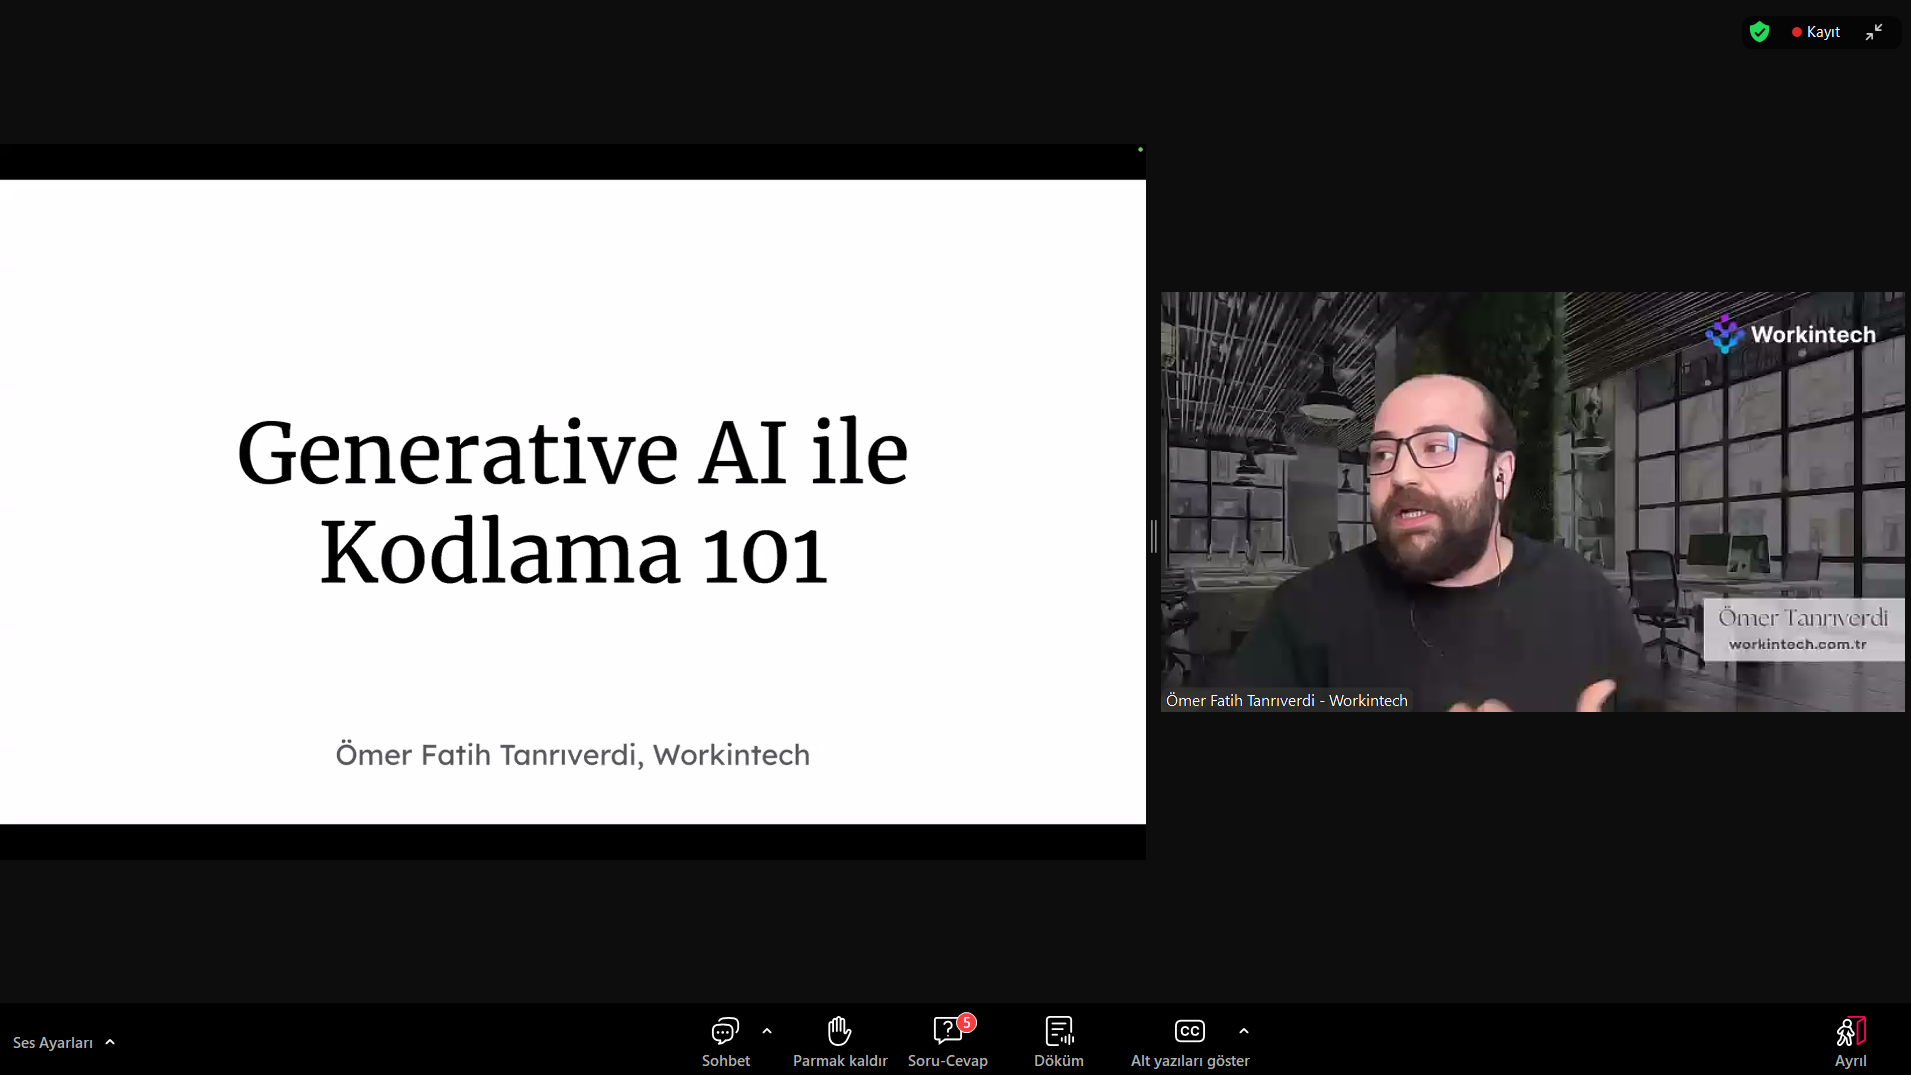 Kayıt
Generative AI ile
Kodlama 101
Ömer Fatih Tanrıverdi, Workintech
Workintech
Ömer Tanrıverdi
workintech.com.tr
Ömer Fatih Tanrıverdi - Workintech
Ses Ayarları
Sohbet
Parmak kaldır
5
Soru-Cevap
Döküm
CC
Alt yazıları göster
Ayrıl